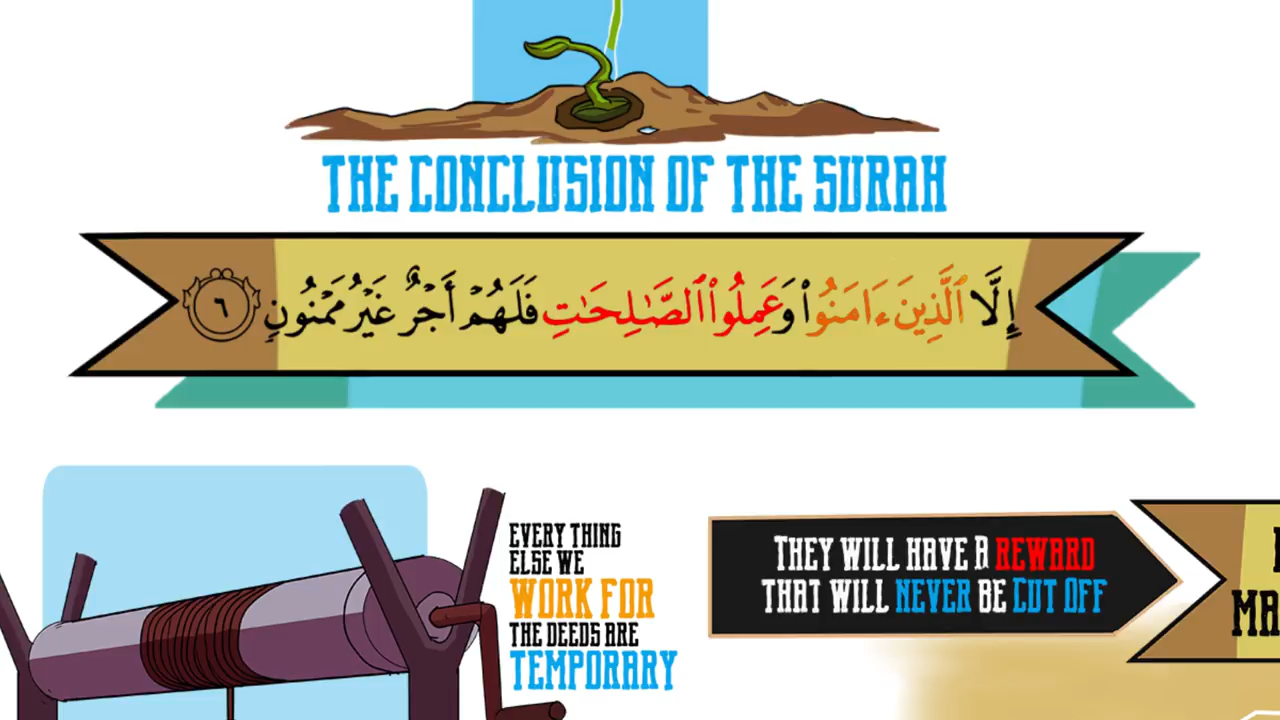 THE CONCLUSION OF THE SURAH
إِلَّا ٱلَّذِينَ ءَامَنُوا۟ وَعَمِلُوا۟ ٱلصَّـٰلِحَـٰتِ فَلَهُمْ أَجْرٌ غَيْرُ مَمْنُونٍ ٦
EVERY THING
ELSE WE
WORK FOR
THE DEEDS ARE
TEMPORARY
THEY WILL HAVE A REWARD
THAT WILL NEVER BE CUT OFF